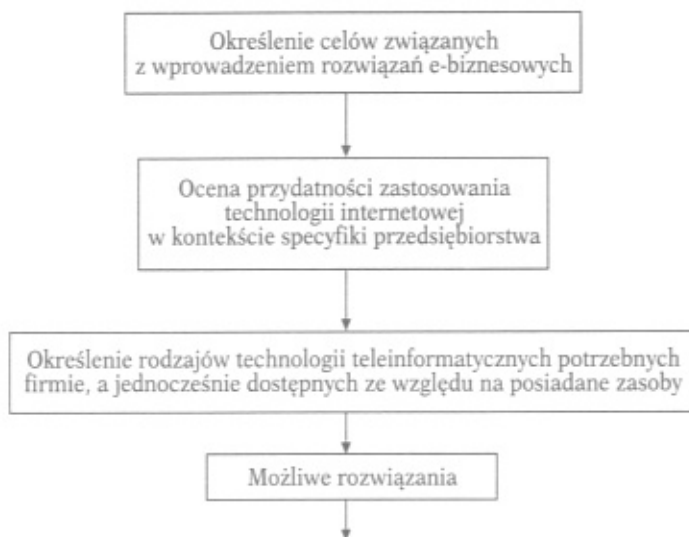 Określenie celów związanych
z wprowadzeniem rozwiązań e-biznesowych
Ocena przydatności zastosowania
technologii internetowej
w kontekście specyfiki przedsiębiorstwa
Określenie rodzajów technologii teleinformatycznych potrzebnych
firmie, a jednocześnie dostępnych ze względu na posiadane zasoby
Możliwe rozwiązania